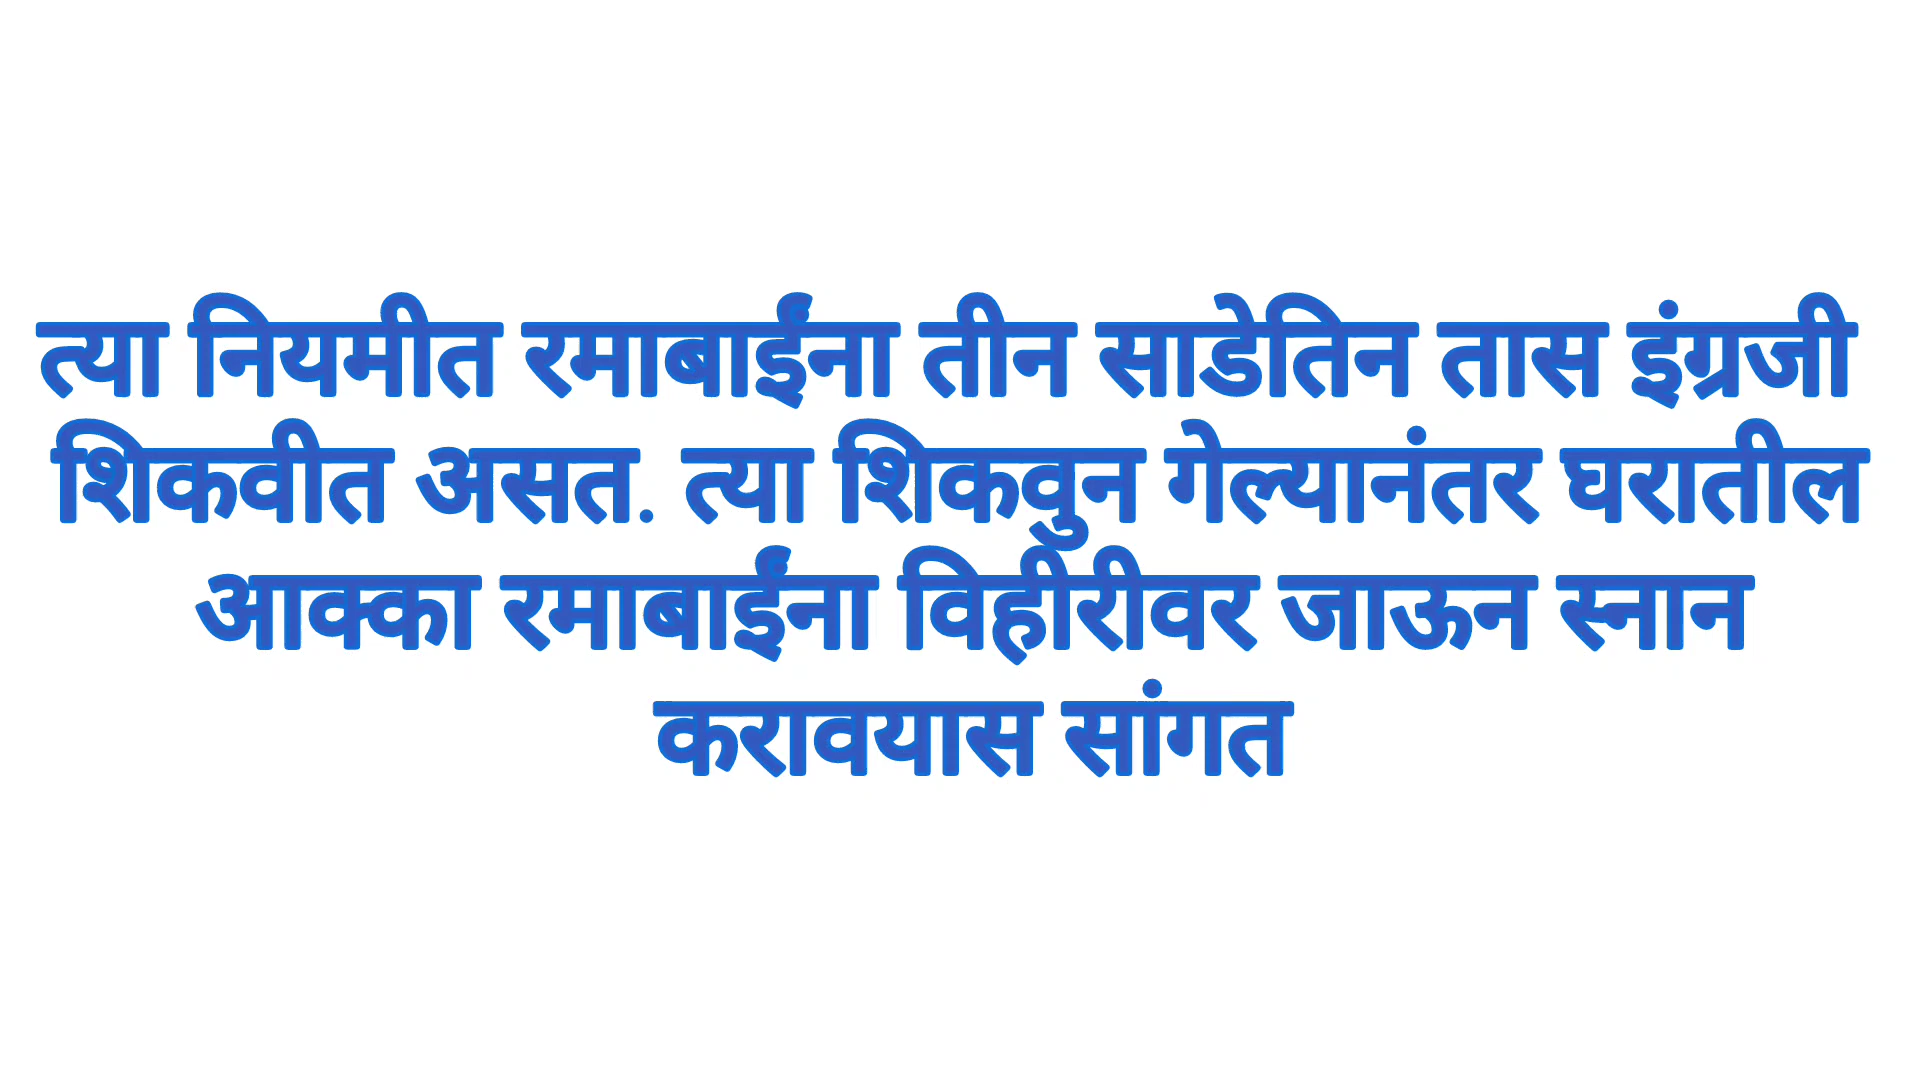 त्या नियमीत रमाबाईंना तीन साडेतिन तास इंग्रजी
शिकवीत असत. त्या शिकवुन गेल्यानंतर घरातील
आक्का रमाबाईंना विहीरीवर जाऊन स्नान
करावयास सांगत